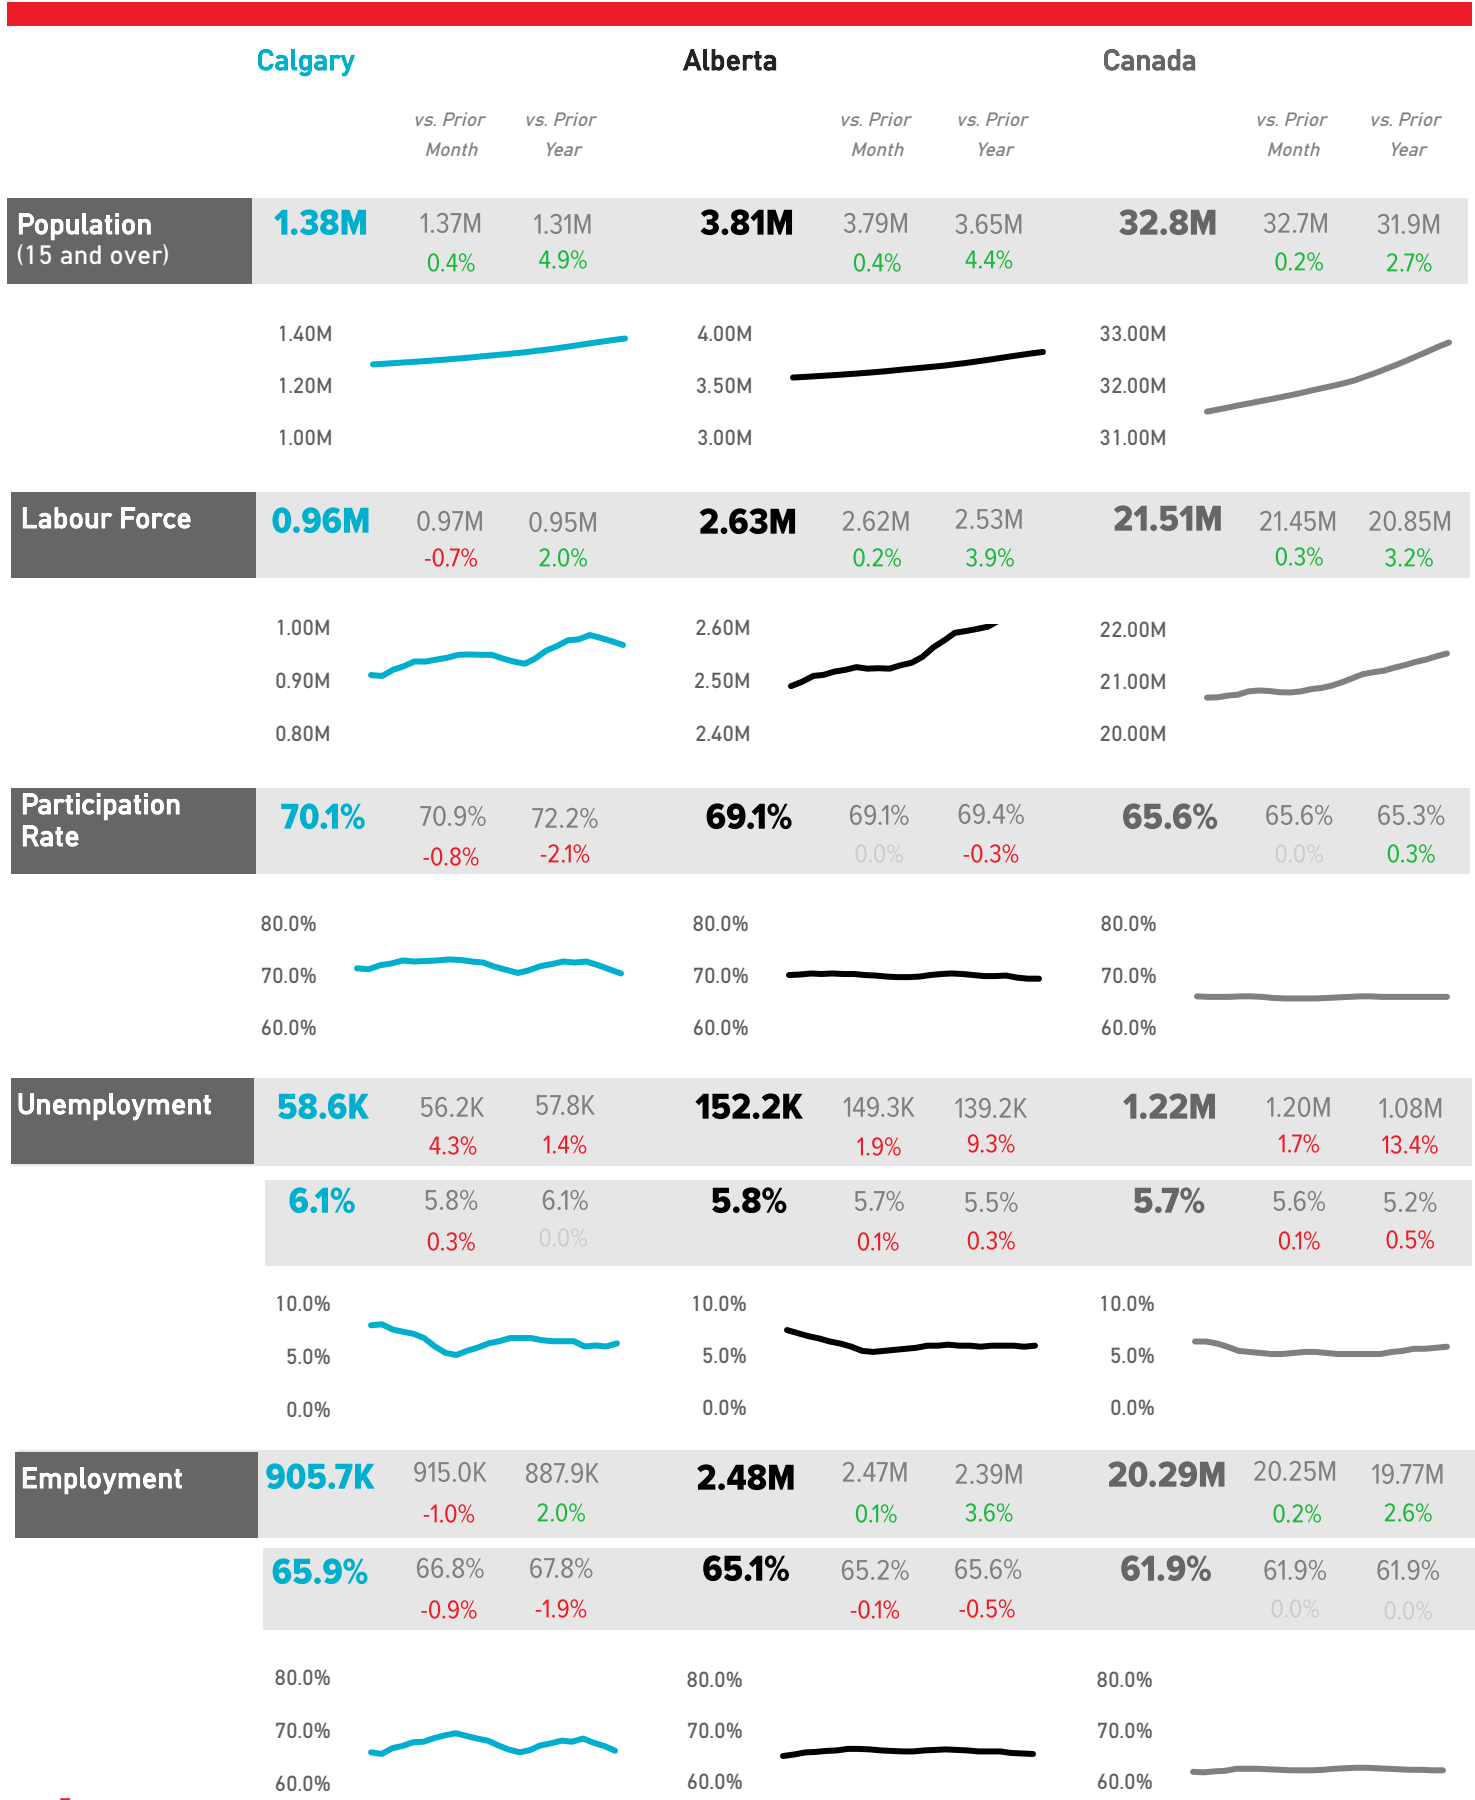 Calgary Alberta Canada
vs. Prior vs. Prior vs. Prior vs. Prior vs. Prior vs. Prior
Month Year Month Year Month Year
Population 1.38M 1.37M 1.31M 3.81M 3.79M 3.65M 32.8M 32.7M 31.9M
(15 and over) 0.4% 4.9% 0.4% 4.4% 0.2% 2.7%
1.40M 4.00M 33.00M
1.20M 3.50M 32.00M
1.00M 3.00M 31.00M
Labour Force 0.96M 0.97M 0.95M 2.63M 2.62M 2.53M 21.51M 21.45M 20.85M
-0.7% 2.0% 0.2% 3.9% 0.3% 3.2%
1.00M 2.60M 22.00M
0.90M 2.50M 21.00M
0.80M 2.40M 20.00M
Participation 70.1% 70.9% 72.2% 69.1% 69.1% 69.4% 65.6% 65.6% 65.3%
Rate -0.8% -2.1% 0.0% -0.3% 0.0% 0.3%
80.0% 80.0% 80.0%
70.0% 70.0% 70.0%
60.0% 60.0% 60.0%
Unemployment 58.6K 56.2K 57.8K 152.2K 149.3K 139.2K 1.22M 1.20M 1.08M
4.3% 1.4% 1.9% 9.3% 1.7% 13.4%
6.1% 5.8% 6.1% 5.8% 5.7% 5.5% 5.7% 5.6% 5.2%
0.3% 0.0% 0.1% 0.3% 0.1% 0.5%
10.0% 10.0% 10.0%
5.0% 5.0% 5.0%
0.0% 0.0% 0.0%
Employment 905.7K 915.0K 887.9K 2.48M 2.47M 2.39M 20.29M 20.25M 19.77M
-1.0% 2.0% 0.1% 3.6% 0.2% 2.6%
65.9% 66.8% 67.8% 65.1% 65.2% 65.6% 61.9% 61.9% 61.9%
-0.9% -1.9% -0.1% -0.5% 0.0% 0.0%
80.0% 80.0% 80.0%
70.0% 70.0% 70.0%
60.0% 60.0% 60.0%